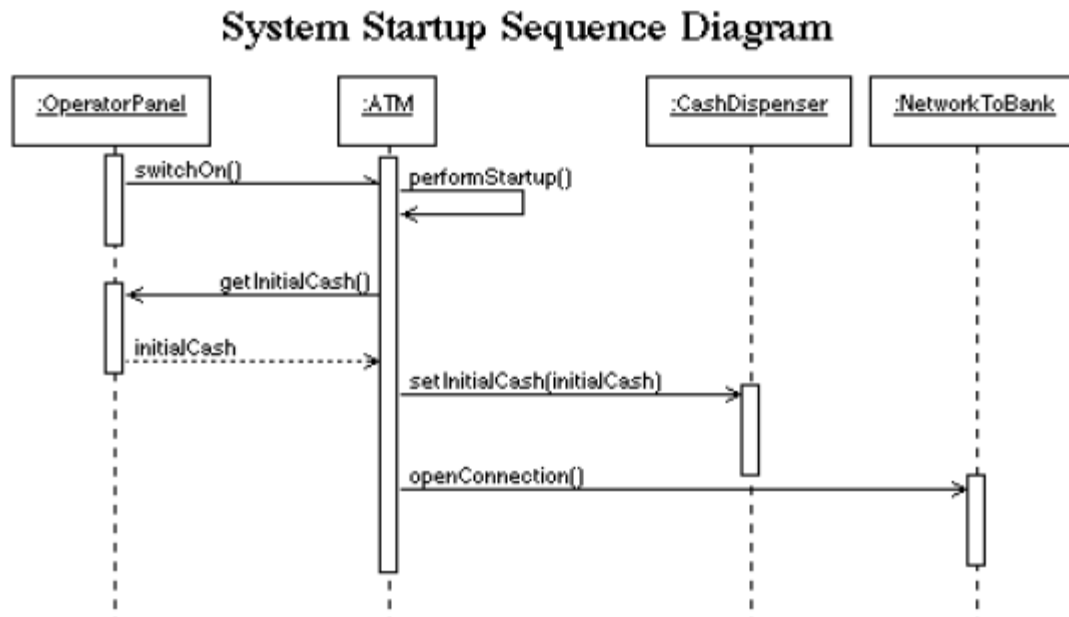 System Startup Sequence Diagram
:OperatorPanel
:ATM
:CashDispenser
:NetworkToBank
switchOn()
performStartup()
getInitialCash()
initialCash
setInitialCash(initialCash)
openConnection()